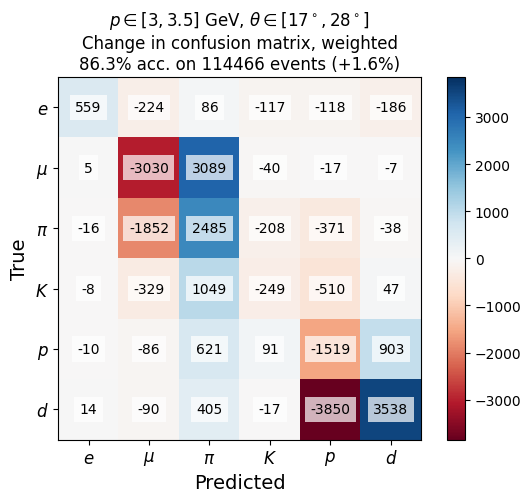 p ∈ [3, 3.5] GeV, θ ∈ [17°, 28°]
Change in confusion matrix, weighted
86.3% acc. on 114466 events (+1.6%)
e 559 -224 86 -117 -118 -186
μ 5 -3030 3089 -40 -17 -7
π -16 -1852 2485 -208 -371 -38
K -8 -329 1049 -249 -510 47
p -10 -86 621 91 -1519 903
d 14 -90 405 -17 -3850 3538
e μ π K p d
Predicted
True
3000
2000
1000
0
−1000
−2000
−3000